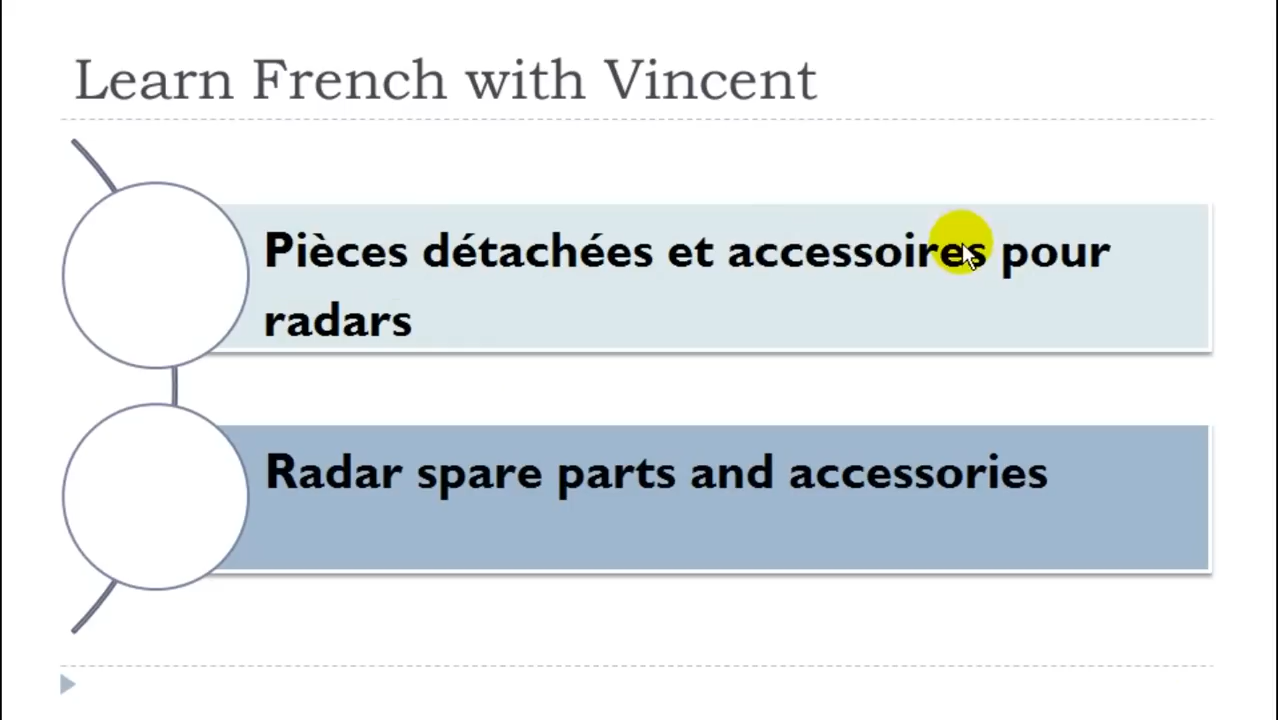 Learn French with Vincent
Pièces détachées et accessoires pour
radars
Radar spare parts and accessories